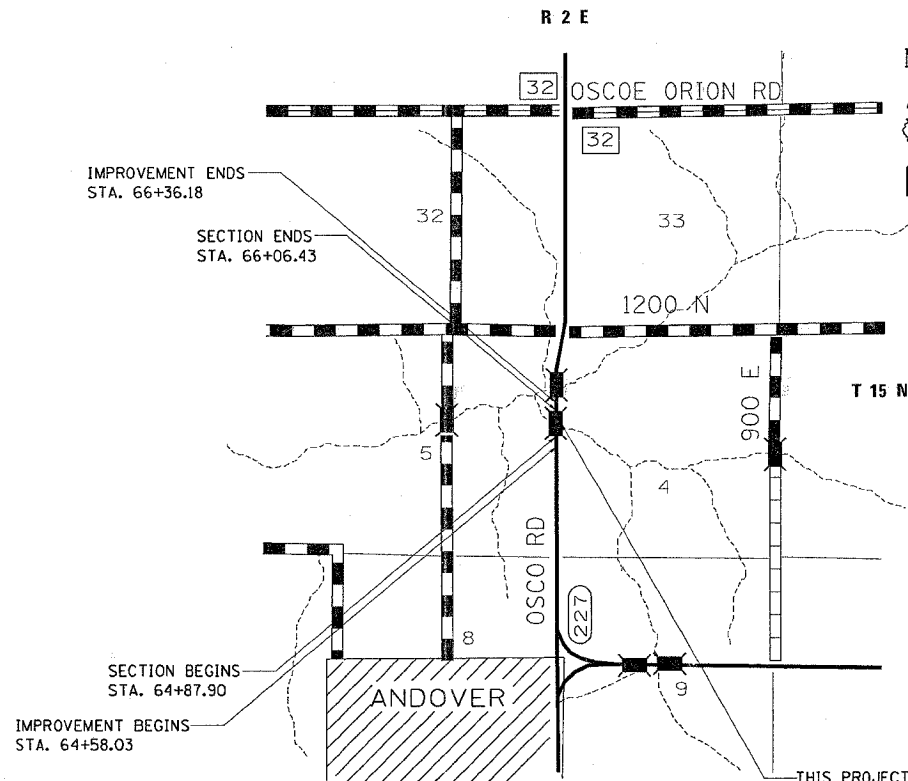 R 2 E
32
OSCOE ORION RD
32
IMPROVEMENT ENDS
STA. 66+36.18
32
33
SECTION ENDS
STA. 66+06.43
1200 N
T 15 N
900 E
5
4
OSCO RD
227
8
SECTION BEGINS
STA. 64+87.90
ANDOVER
9
IMPROVEMENT BEGINS
STA. 64+58.03
THIS PROJECT